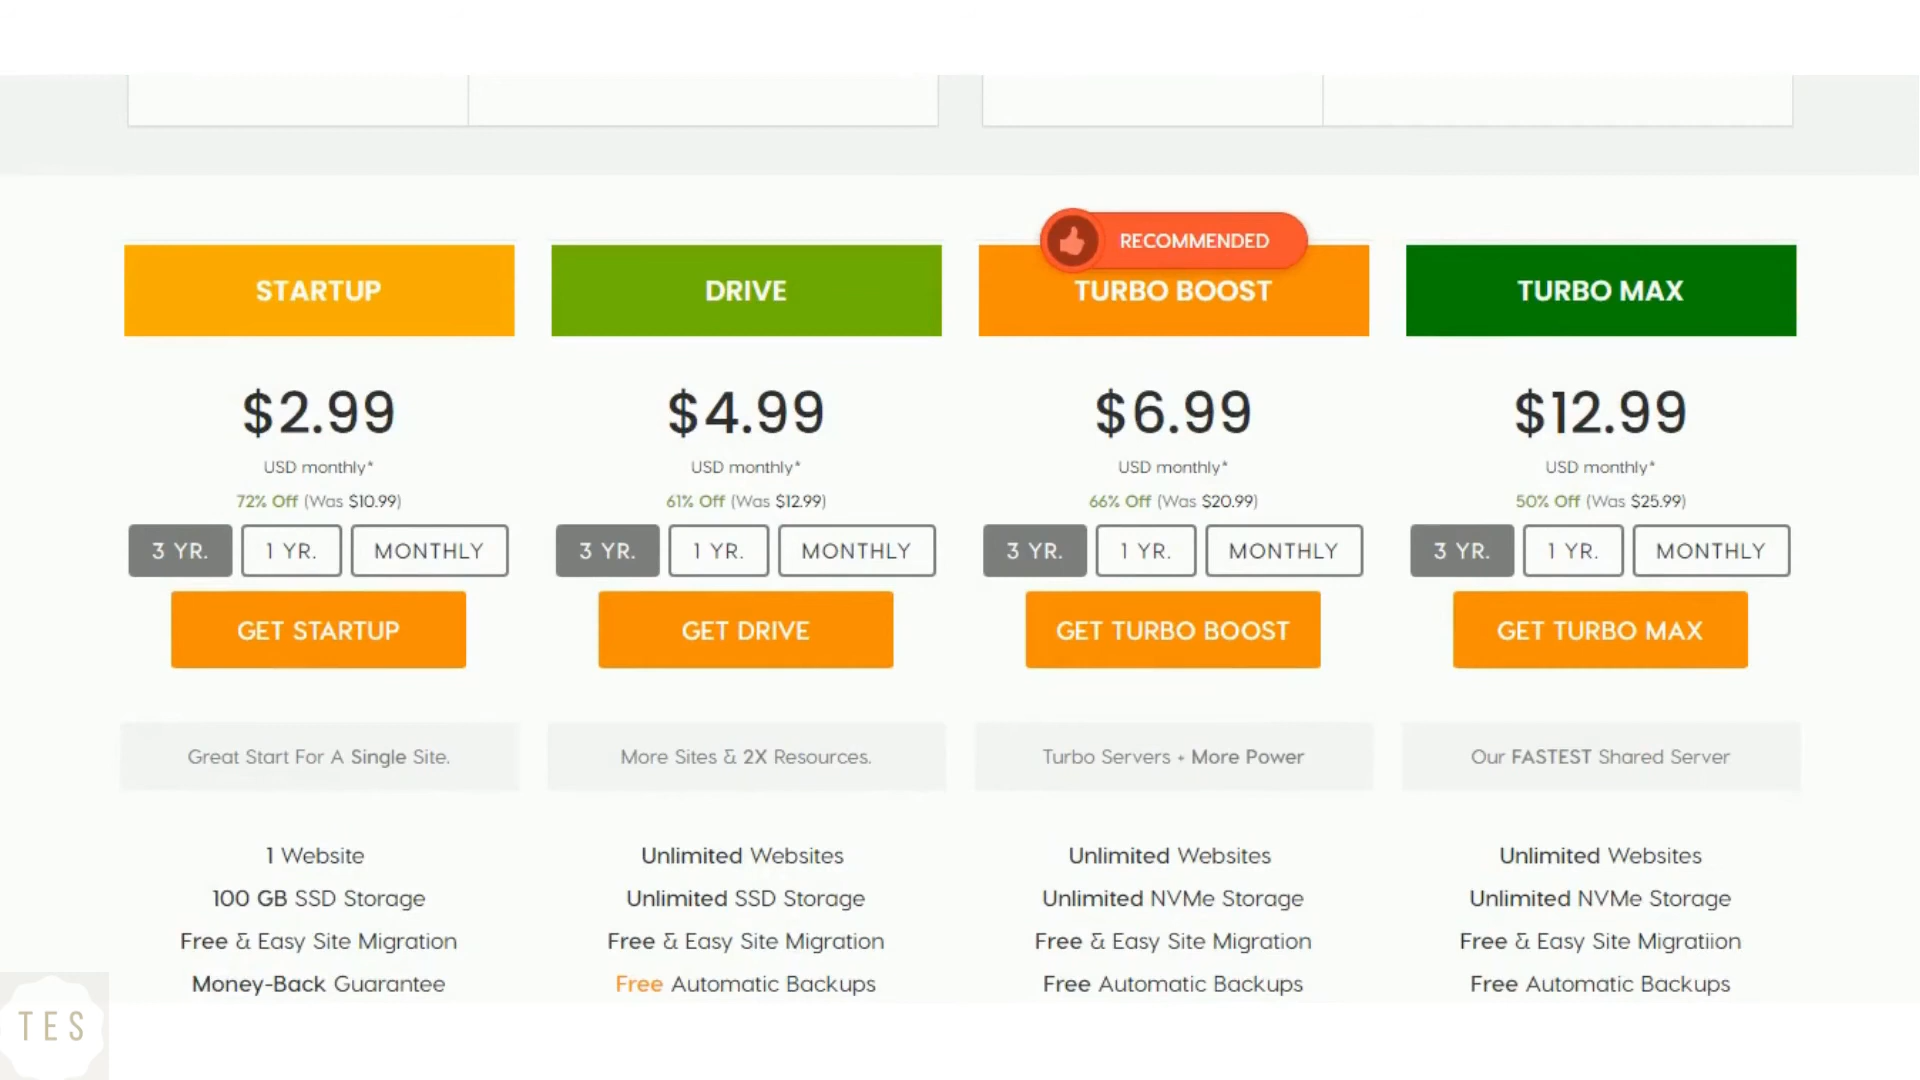 RECOMMENDED
STARTUP
DRIVE
TURBO BOOST
TURBO MAX
$2.99
$4.99
$6.99
$12.99
USD monthly*
USD monthly*
USD monthly*
USD monthly*
72% Off (Was $10.99)
61% Off (Was $12.99)
66% Off (Was $20.99)
50% Off (Was $25.99)
3 YR. 1 YR. MONTHLY
3 YR. 1 YR. MONTHLY
3 YR. 1 YR. MONTHLY
3 YR. 1 YR. MONTHLY
GET STARTUP
GET DRIVE
GET TURBO BOOST
GET TURBO MAX
Great Start For A Single Site.
More Sites & 2X Resources.
Turbo Servers + More Power
Our FASTEST Shared Server
1 Website
Unlimited Websites
Unlimited Websites
Unlimited Websites
100 GB SSD Storage
Unlimited SSD Storage
Unlimited NVMe Storage
Unlimited NVMe Storage
Free & Easy Site Migration
Free & Easy Site Migration
Free & Easy Site Migration
Free & Easy Site Migratiion
Money-Back Guarantee
Free Automatic Backups
Free Automatic Backups
Free Automatic Backups
TES